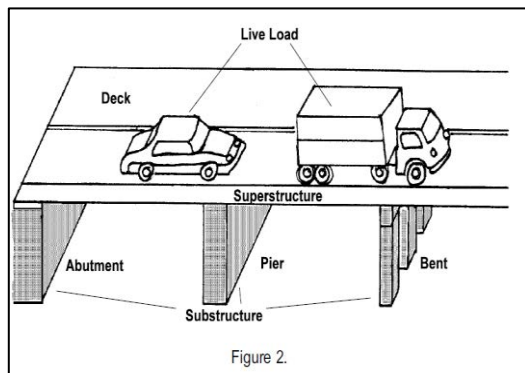 Live Load
Deck
Superstructure
Abutment
Pier
Bent
Substructure
Figure 2.